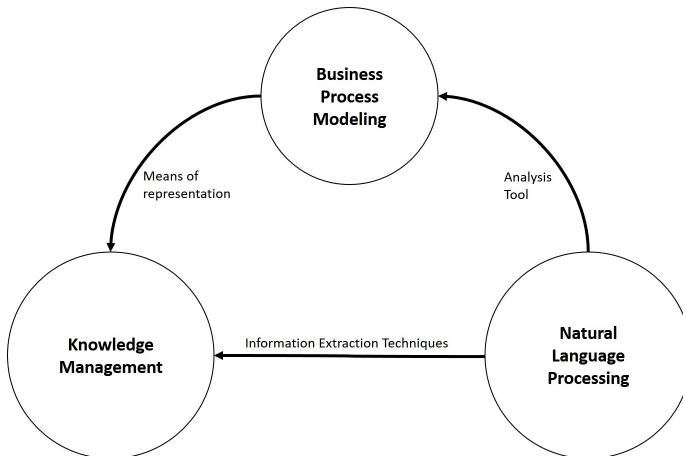 Business
Process
Modeling
Means of
representation
Analysis
Tool
Knowledge
Management
Information Extraction Techniques
Natural
Language
Processing